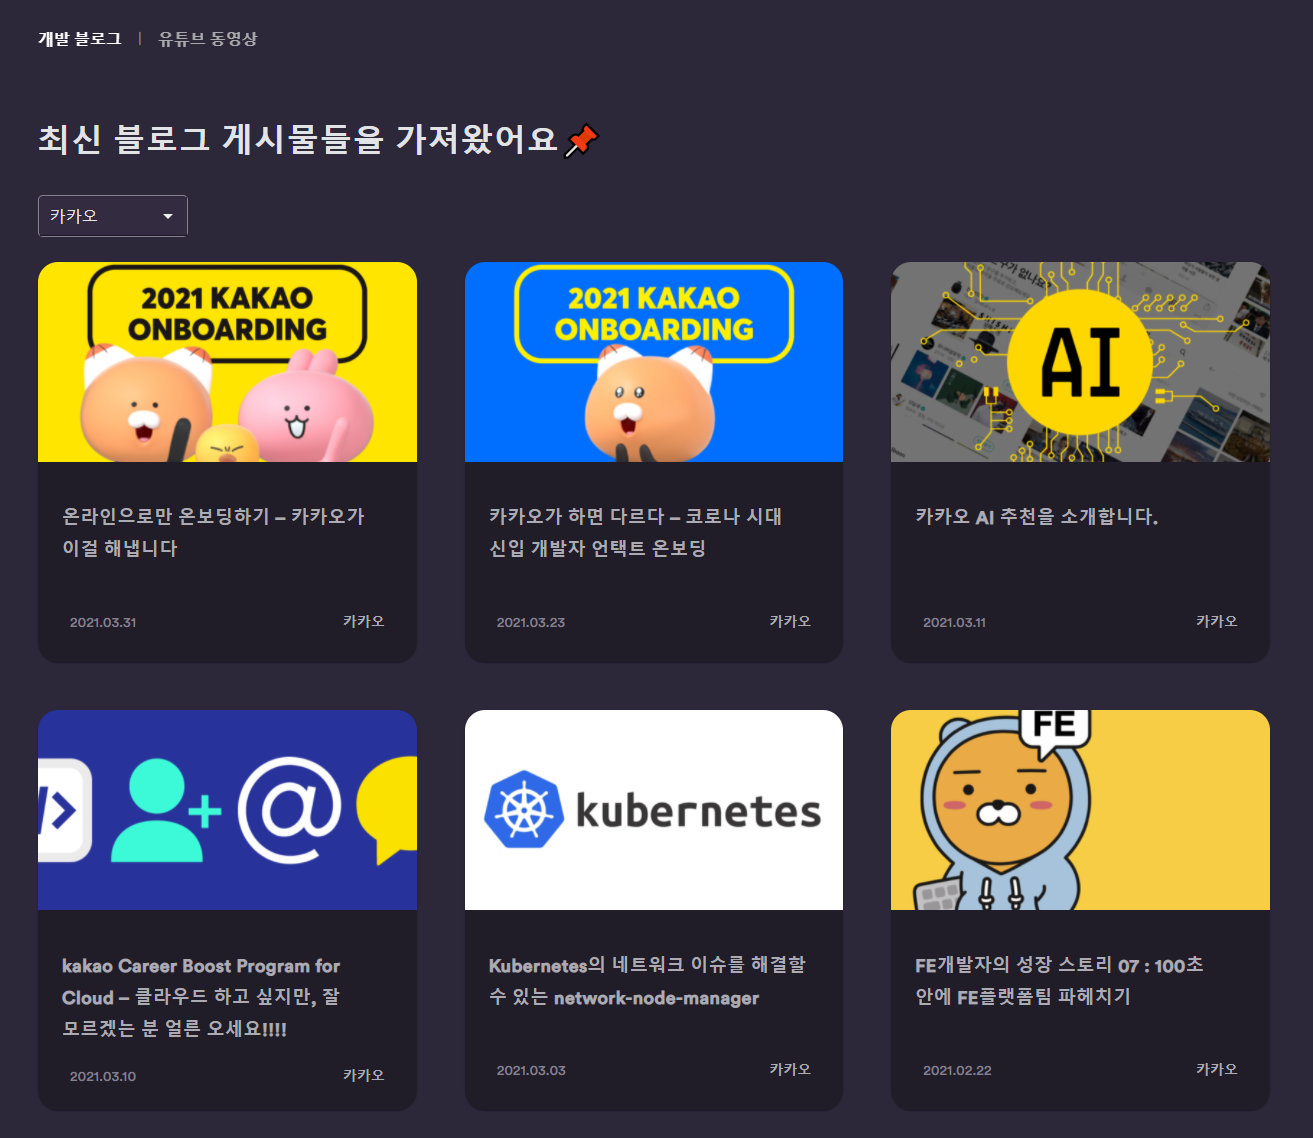 개발 블로그 | 유튜브 동영상
최신 블로그 게시물들을 가져왔어요
카카오
2021 KAKAO
ONBOARDING
온라인으로만 온보딩하기 – 카카오가
이걸 해냅니다
2021.03.31 카카오
2021 KAKAO
ONBOARDING
카카오가 하면 다르다 – 코로나 시대
신입 개발자 언택트 온보딩
2021.03.23 카카오
AI
카카오 AI 추천을 소개합니다.
2021.03.11 카카오
/>
@
kakao Career Boost Program for
Cloud – 클라우드 하고 싶지만, 잘
모르겠는 분 얼른 오세요!!!!
2021.03.10 카카오
kubernetes
Kubernetes의 네트워크 이슈를 해결할
수 있는 network-node-manager
2021.03.03 카카오
FE
FE개발자의 성장 스토리 07 : 100초
안에 FE플랫폼팀 파헤치기
2021.02.22 카카오